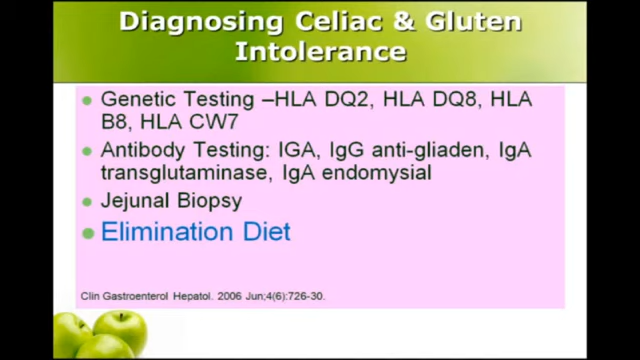 Diagnosing Celiac & Gluten
Intolerance
Genetic Testing –HLA DQ2, HLA DQ8, HLA
B8, HLA CW7
Antibody Testing: IGA, IgG anti-gliaden, IgA
transglutaminase, IgA endomysial
Jejunal Biopsy
Elimination Diet
Clin Gastroenterol Hepatol. 2006 Jun;4(6):726-30.